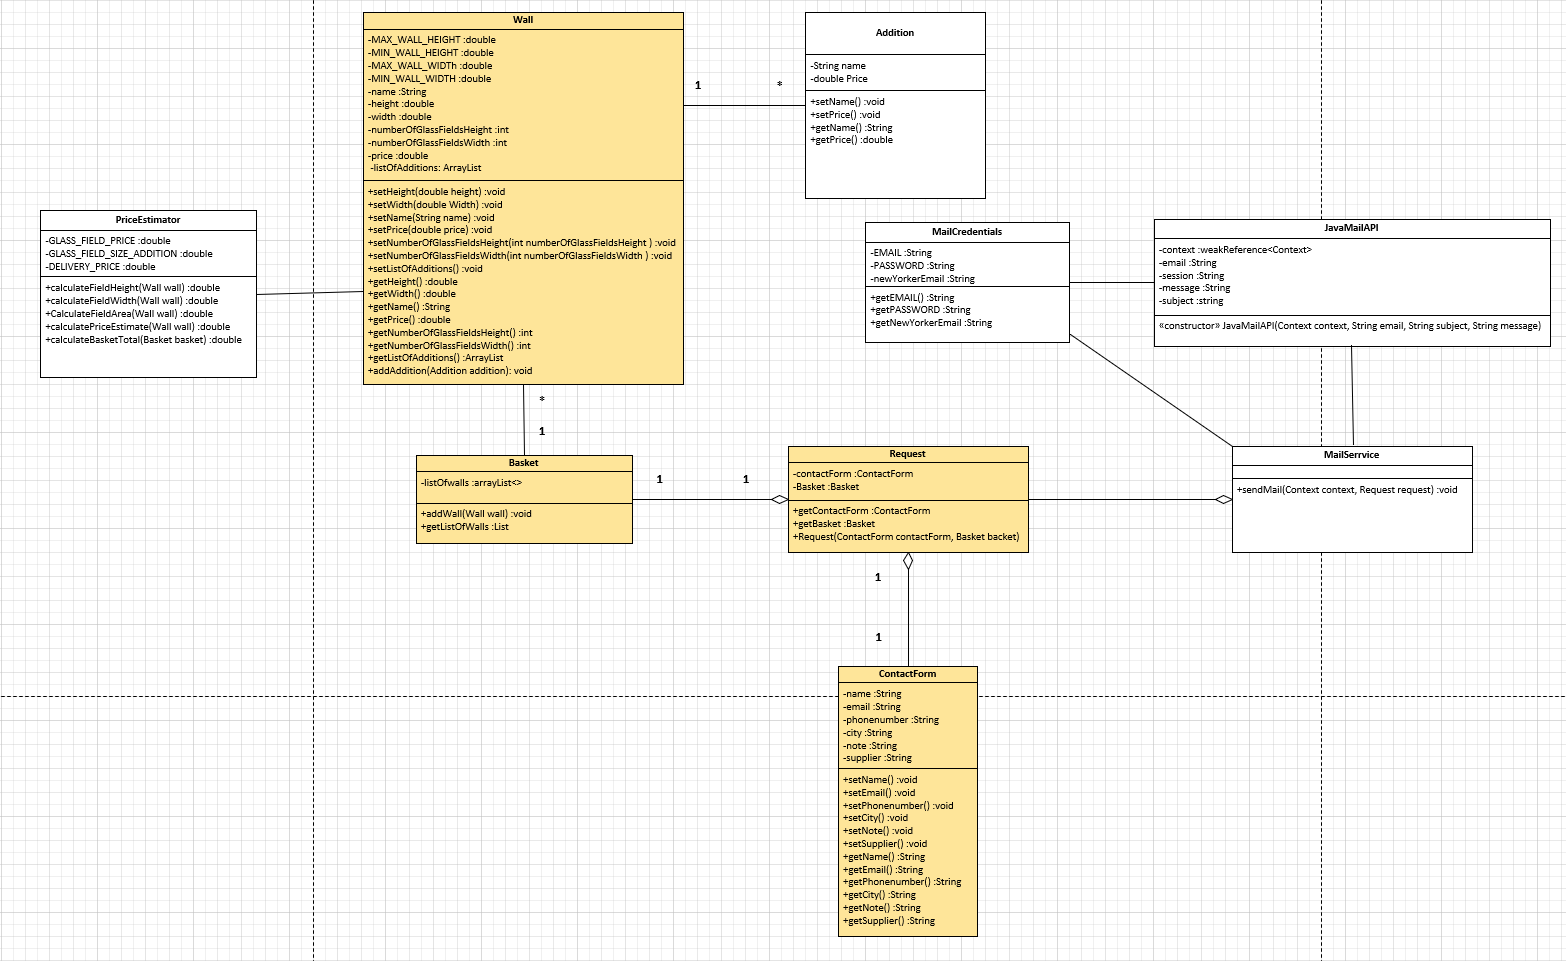 Wall
-MAX_WALL_HEIGHT :double
-MIN_WALL_HEIGHT :double
-MAX_WALL_WIDTh :double
-MIN_WALL_WIDTH :double
-name :String
-height :double
-width :double
-numberOfGlassFieldsHeight :int
-numberOfGlassFieldsWidth :int
-price :double
-listOfAdditions: ArrayList
+setHeight(double height) :void
+setWidth(double Width) :void
+setName(String name) :void
+setPrice(double price) :void
+setNumberOfGlassFieldsHeight(int numberOfGlassFieldsHeight ) :void
+setNumberOfGlassFieldsWidth(int numberOfGlassFieldsWidth ) :void
+setListOfAdditions() :void
+getHeight() :double
+getWidth() :double
+getName() :String
+getPrice() :double
+getNumberOfGlassFieldsHeight() :int
+getNumberOfGlassFieldsWidth() :int
+getListOfAdditions() :ArrayList
+addAddition(Addition addition): void
1
*
Addition
-String name
-double Price
+setName() :void
+setPrice() :void
+getName() :String
+getPrice() :double
PriceEstimator
-GLASS_FIELD_PRICE :double
-GLASS_FIELD_SIZE_ADDITION :double
-DELIVERY_PRICE :double
+calculateFieldHeight(Wall wall) :double
+calculateFieldWidth(Wall wall) :double
+CalculateFieldArea(Wall wall) :double
+calculatePriceEstimate(Wall wall) :double
+calculateBasketTotal(Basket basket) :double
MailCredentials
-EMAIL :String
-PASSWORD :String
-newYorkerEmail :String
+getEMAIL() :String
+getPASSWORD :String
+getNewYorkerEmail :String
JavaMailAPI
-context :weakReference<Context>
-email :String
-session :String
-message :String
-subject :string
«constructor» JavaMailAPI(Context context, String email, String subject, String message)
*
1
Basket
-listOfwalls :arrayList<>
+addWall(Wall wall) :void
+getListOfWalls :List
1
1
Request
-contactForm :ContactForm
-Basket :Basket
+getContactForm :ContactForm
+getBasket :Basket
+Request(ContactForm contactForm, Basket backet)
MailSerrvice
+sendMail(Context context, Request request) :void
1
1
ContactForm
-name :String
-email :String
-phonenumber :String
-city :String
-note :String
-supplier :String
+setName() :void
+setEmail() :void
+setPhonenumber() :void
+setCity() :void
+setNote() :void
+setSupplier() :void
+getName() :String
+getEmail() :String
+getPhonenumber() :String
+getCity() :String
+getNote() :String
+getSupplier() :String